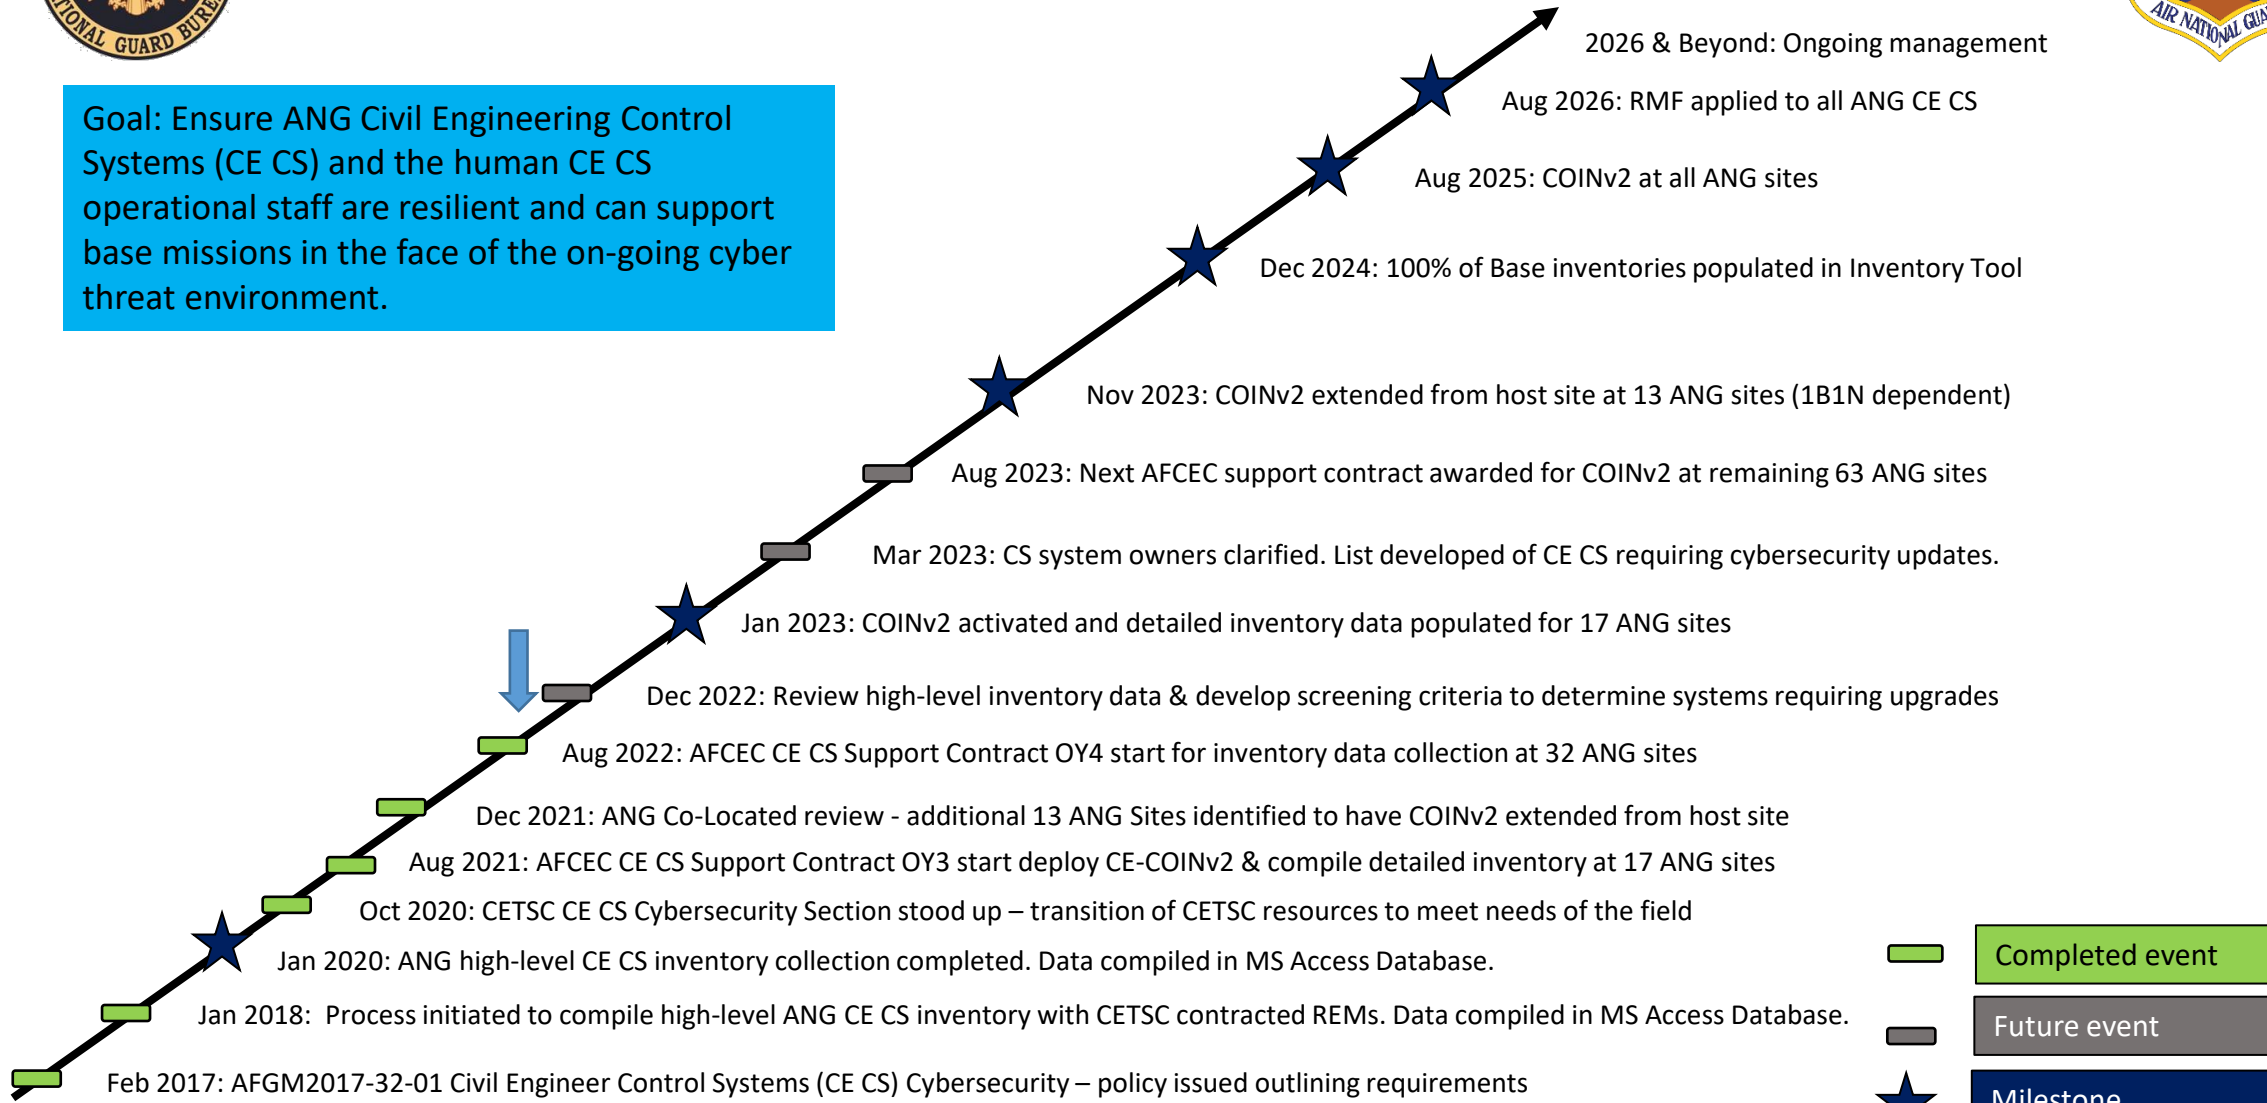 NATIONAL GUARD BUREAU
AIR NATIONAL GUARD
Goal: Ensure ANG Civil Engineering Control
Systems (CE CS) and the human CE CS
operational staff are resilient and can support
base missions in the face of the on-going cyber
threat environment.
2026 & Beyond: Ongoing management
Aug 2026: RMF applied to all ANG CE CS
Aug 2025: COINv2 at all ANG sites
Dec 2024: 100% of Base inventories populated in Inventory Tool
Nov 2023: COINv2 extended from host site at 13 ANG sites (1B1N dependent)
Aug 2023: Next AFCEC support contract awarded for COINv2 at remaining 63 ANG sites
Mar 2023: CS system owners clarified. List developed of CE CS requiring cybersecurity updates.
Jan 2023: COINv2 activated and detailed inventory data populated for 17 ANG sites
Dec 2022: Review high-level inventory data & develop screening criteria to determine systems requiring upgrades
Aug 2022: AFCEC CE CS Support Contract OY4 start for inventory data collection at 32 ANG sites
Dec 2021: ANG Co-Located review - additional 13 ANG Sites identified to have COINv2 extended from host site
Aug 2021: AFCEC CE CS Support Contract OY3 start deploy CE-COINv2 & compile detailed inventory at 17 ANG sites
Oct 2020: CETSC CE CS Cybersecurity Section stood up – transition of CETSC resources to meet needs of the field
Jan 2020: ANG high-level CE CS inventory collection completed. Data compiled in MS Access Database.
Jan 2018: Process initiated to compile high-level ANG CE CS inventory with CETSC contracted REMs. Data compiled in MS Access Database.
Feb 2017: AFGM2017-32-01 Civil Engineer Control Systems (CE CS) Cybersecurity – policy issued outlining requirements
Completed event
Future event
Milestone